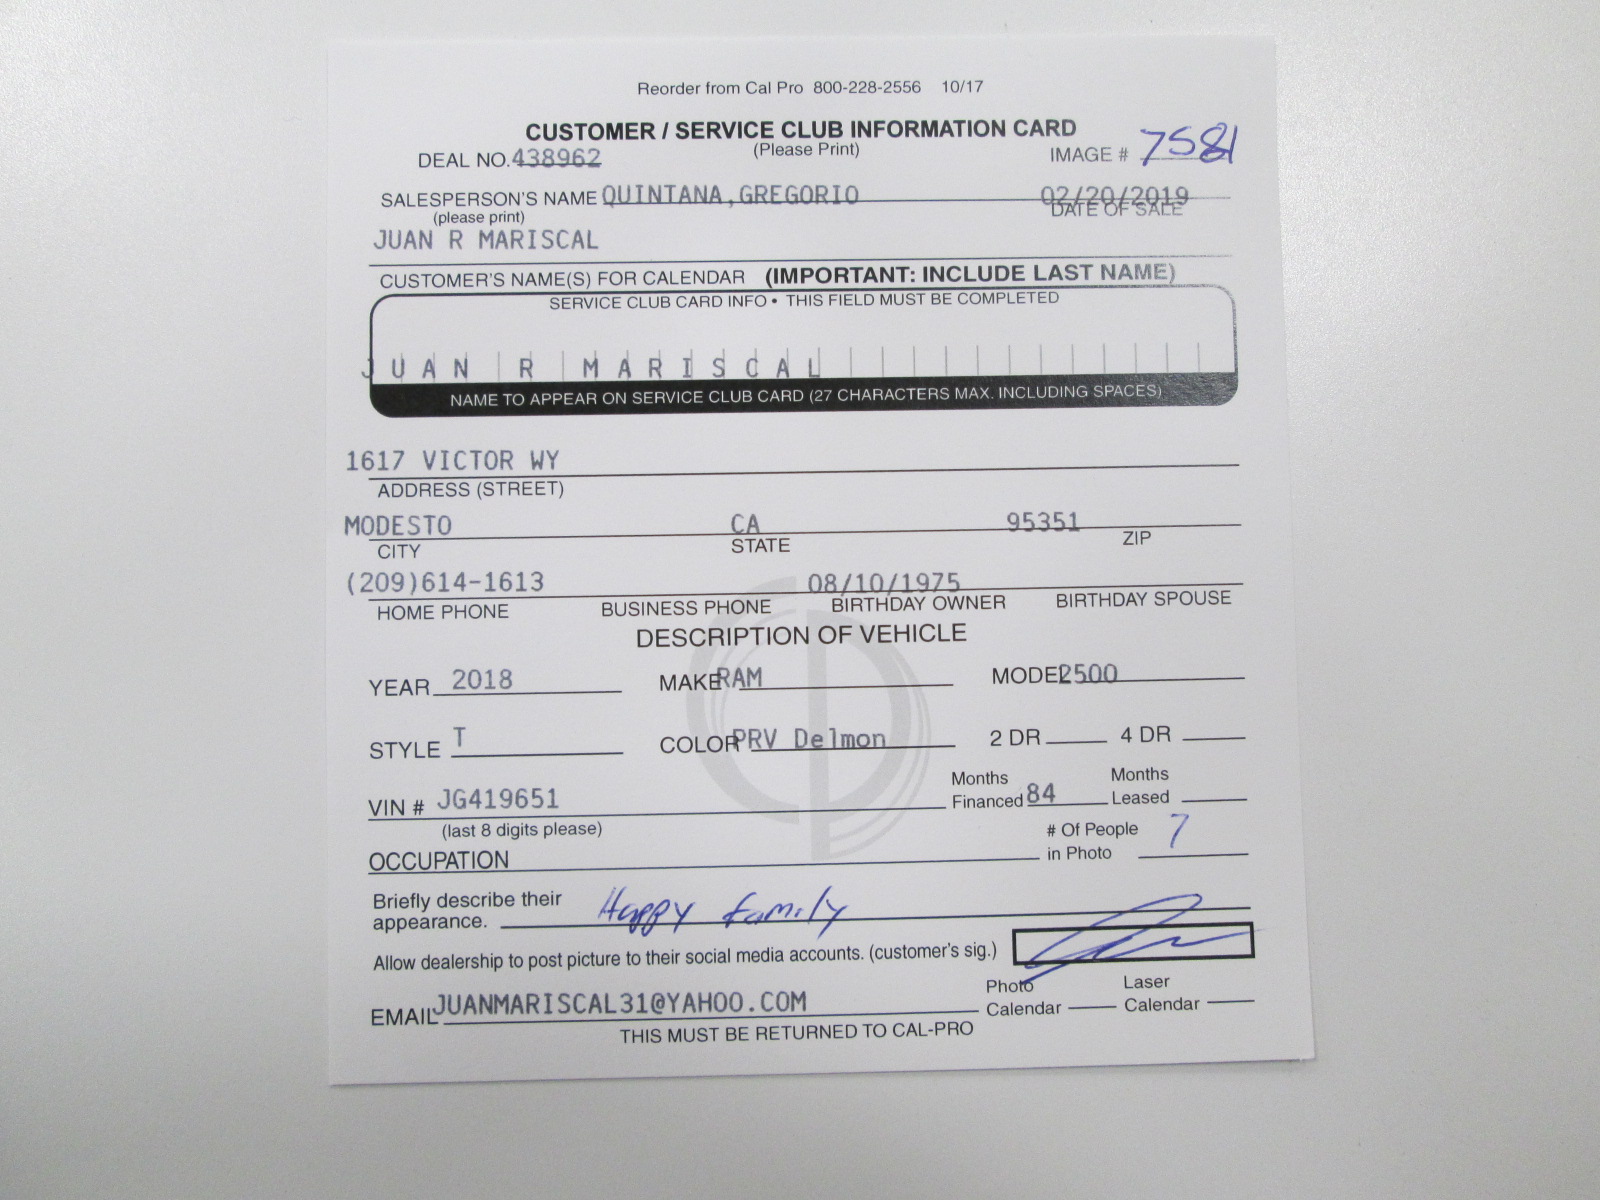 Reorder from Cal Pro 800-228-2556 10/17
CUSTOMER / SERVICE CLUB INFORMATION CARD
(Please Print)
DEAL NO. 438962 IMAGE # 7581
SALESPERSON'S NAME QUINTANA,GREGORIO 02/20/2019
(please print) DATE OF SALE
JUAN R MARISCAL
CUSTOMER'S NAME(S) FOR CALENDAR (IMPORTANT: INCLUDE LAST NAME)
SERVICE CLUB CARD INFO • THIS FIELD MUST BE COMPLETED
JUAN R MARISCAL
NAME TO APPEAR ON SERVICE CLUB CARD (27 CHARACTERS MAX. INCLUDING SPACES)
1617 VICTOR WY
ADDRESS (STREET)
MODESTO CA 95351
CITY STATE ZIP
(209)614-1613 08/10/1975
HOME PHONE BUSINESS PHONE BIRTHDAY OWNER BIRTHDAY SPOUSE
DESCRIPTION OF VEHICLE
YEAR 2018 MAKE RAM MODEL 2500
STYLE T COLOR PRV Delmon 2 DR 4 DR
VIN # JG419651 Months Financed 84 Months Leased
(last 8 digits please)
OCCUPATION # Of People in Photo 7
Briefly describe their appearance. Happy family
Allow dealership to post picture to their social media accounts. (customer's sig.)
EMAIL JUANMARISCAL31@YAHOO.COM Photo Calendar Laser Calendar
THIS MUST BE RETURNED TO CAL-PRO